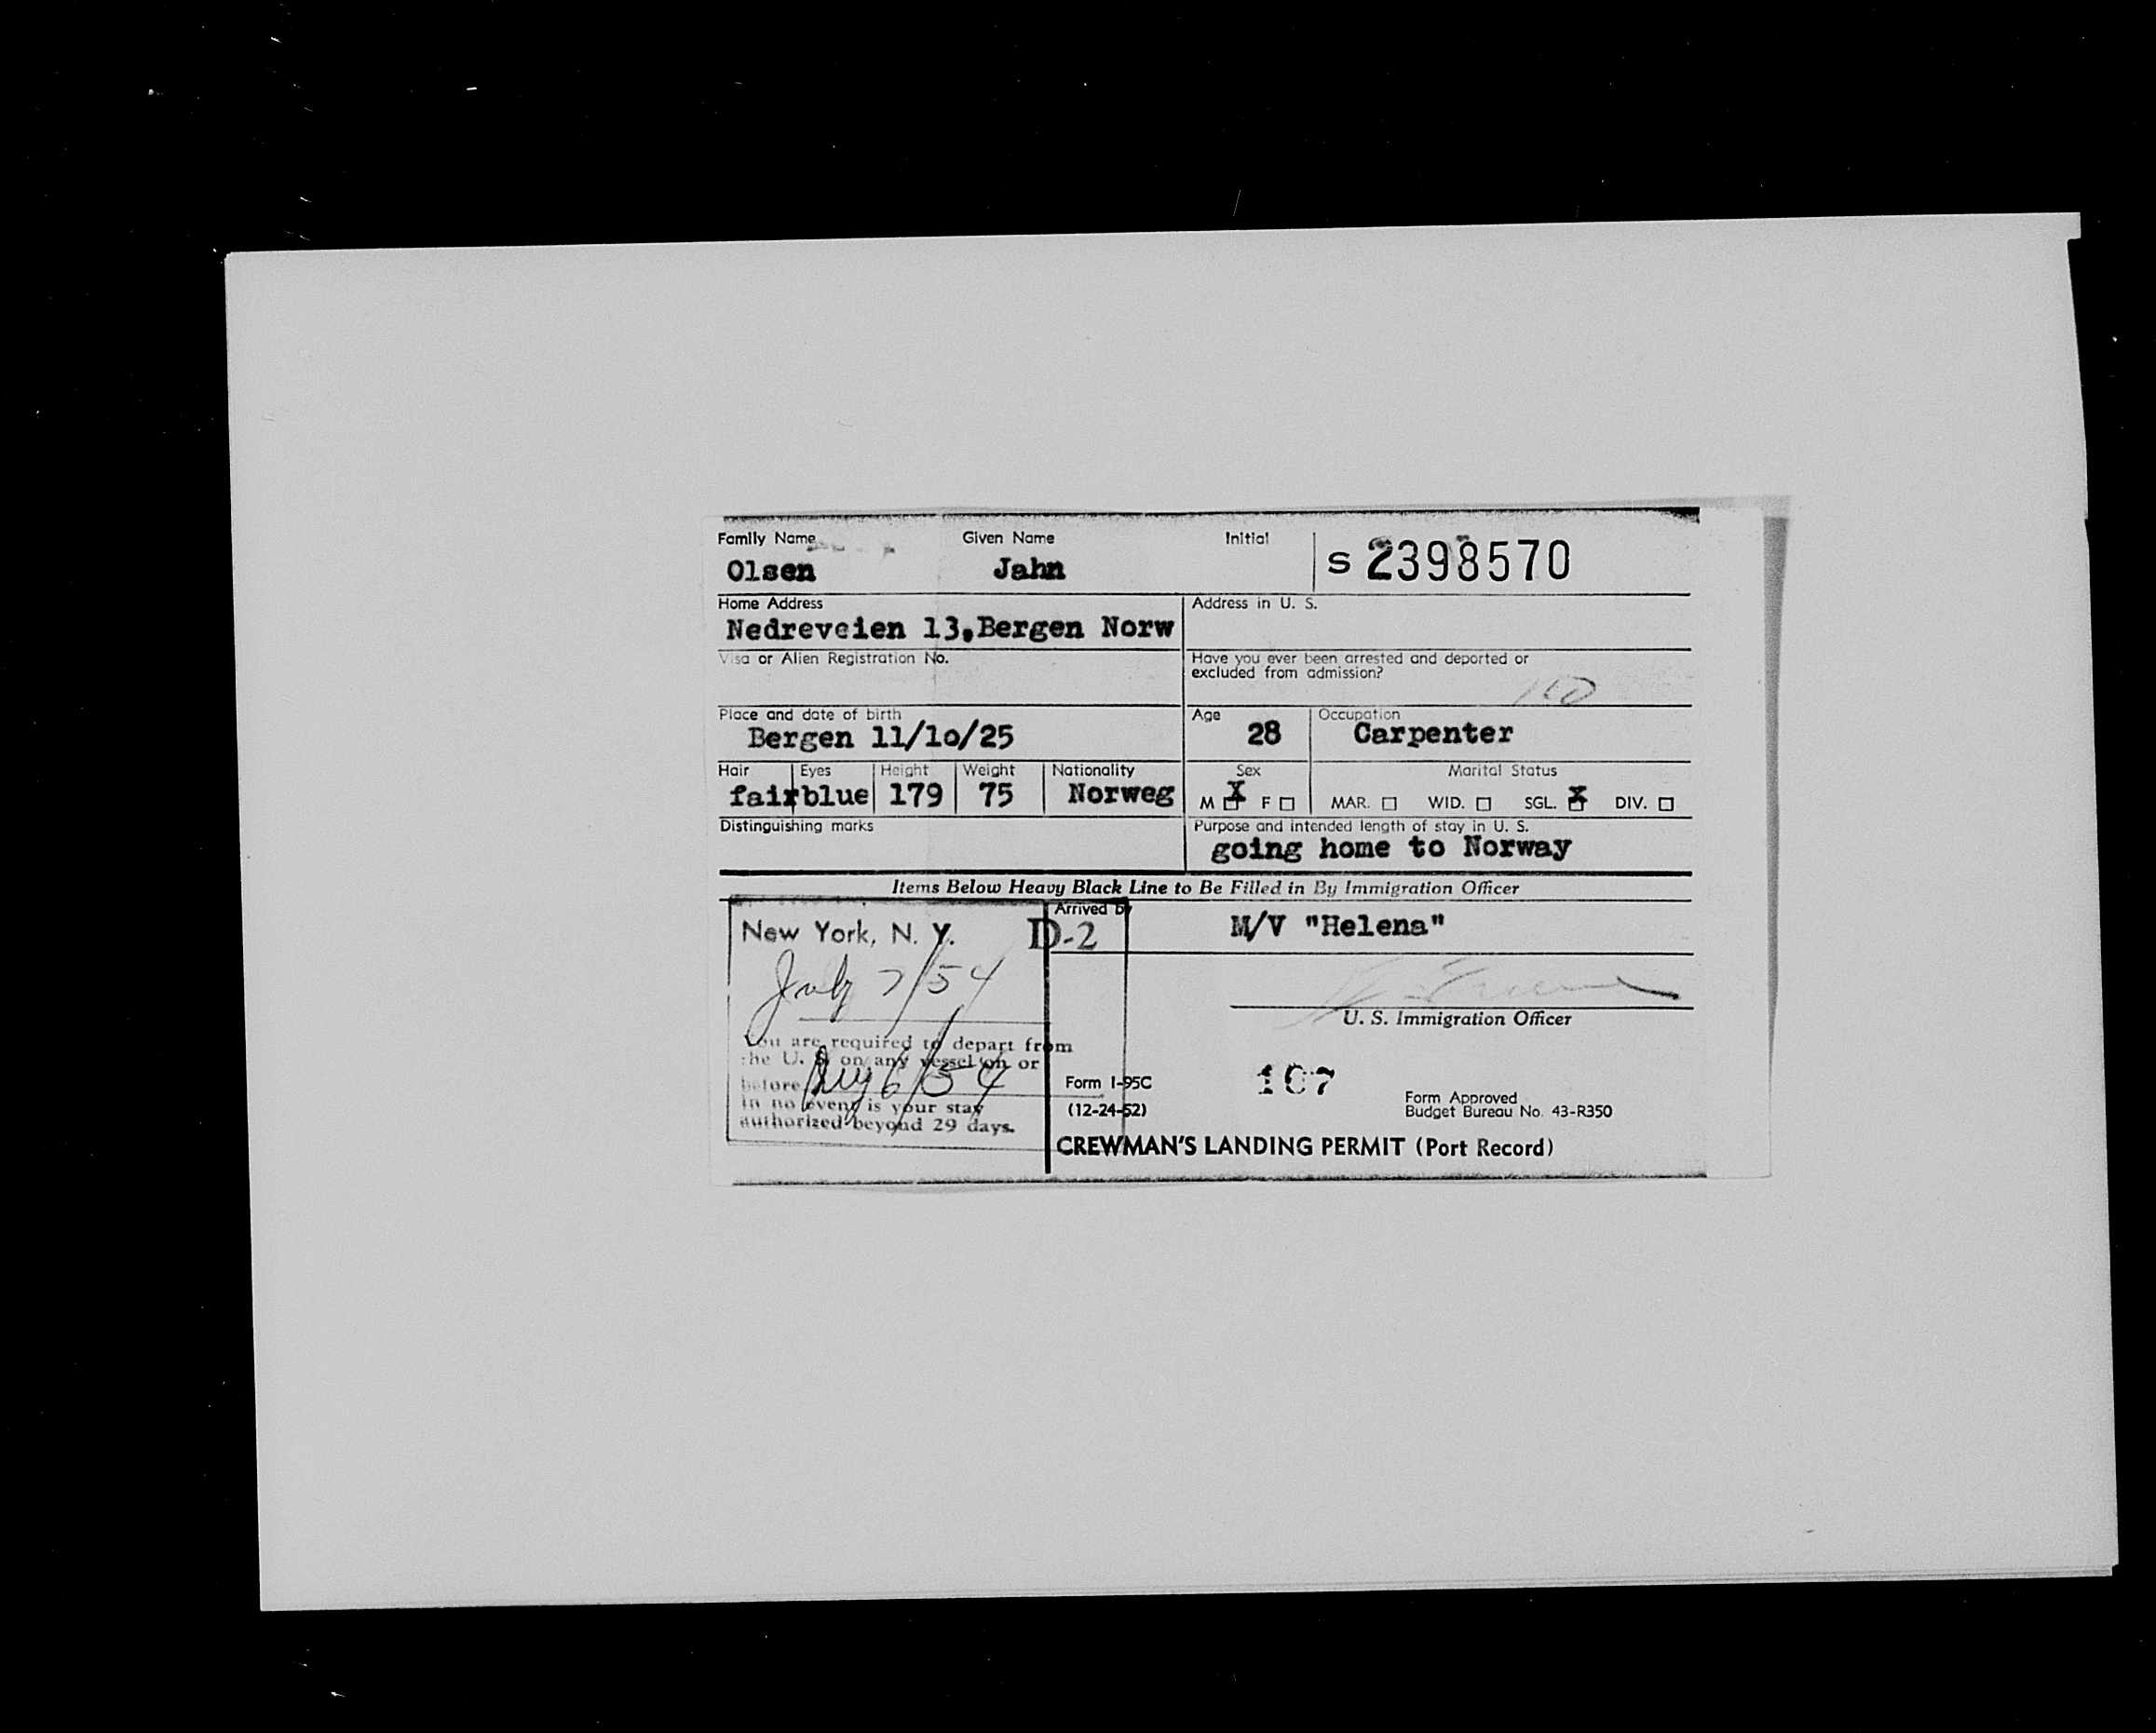 Family Name Given Name Initial
Olsen Jahn S 2398570
Home Address Address in U. S.
Nedreveien 13, Bergen Norw
Visa or Alien Registration No. Have you ever been arrested and deported or
excluded from admission?
no
Place and date of birth Age Occupation
Bergen 11/10/25 28 Carpenter
Hair Eyes Height Weight Nationality Sex Marital Status
fair blue 179 75 Norweg M X F MAR. WID. SGL. X DIV.
Distinguishing marks Purpose and intended length of stay in U. S.
going home to Norway
Items Below Heavy Black Line to Be Filled in By Immigration Officer
Arrived by
New York, N. Y. D-2 M/V "Helena"
July 7/54
U. S. Immigration Officer
You are required to depart from
the U. S. on any vessel on or
before Aug 6/54
in no event is your stay
authorized beyond 29 days.
Form I-95C 107
(12-24-52) Form Approved
Budget Bureau No. 43-R350
CREWMAN'S LANDING PERMIT (Port Record)